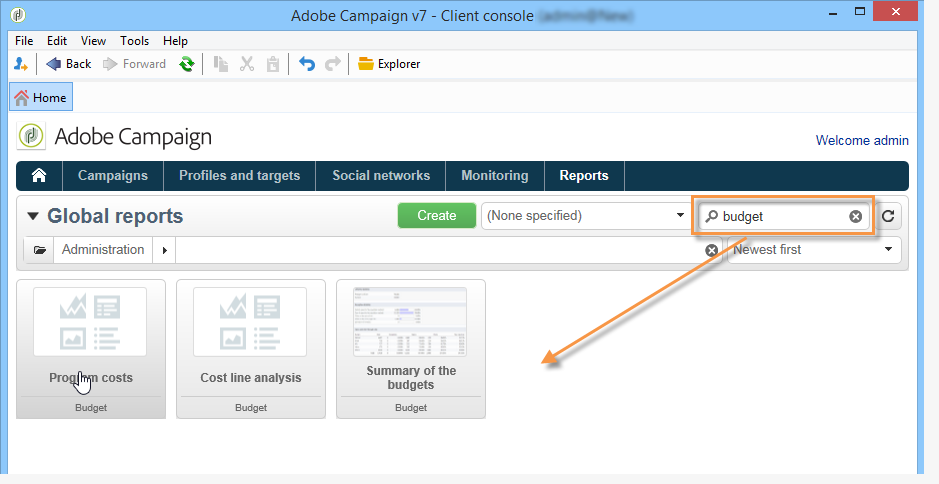 Adobe Campaign v7 - Client console (admin@New)
File Edit View Tools Help
Back Forward Explorer
Home
Adobe Campaign
Welcome admin
Campaigns Profiles and targets Social networks Monitoring Reports
Global reports Create (None specified) budget
Administration Newest first
Program costs Cost line analysis Summary of the
budgets
Budget Budget Budget